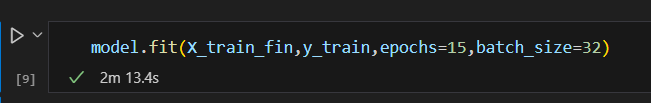 model.fit(X_train_fin,y_train,epochs=15,batch_size=32)
[9] 2m 13.4s